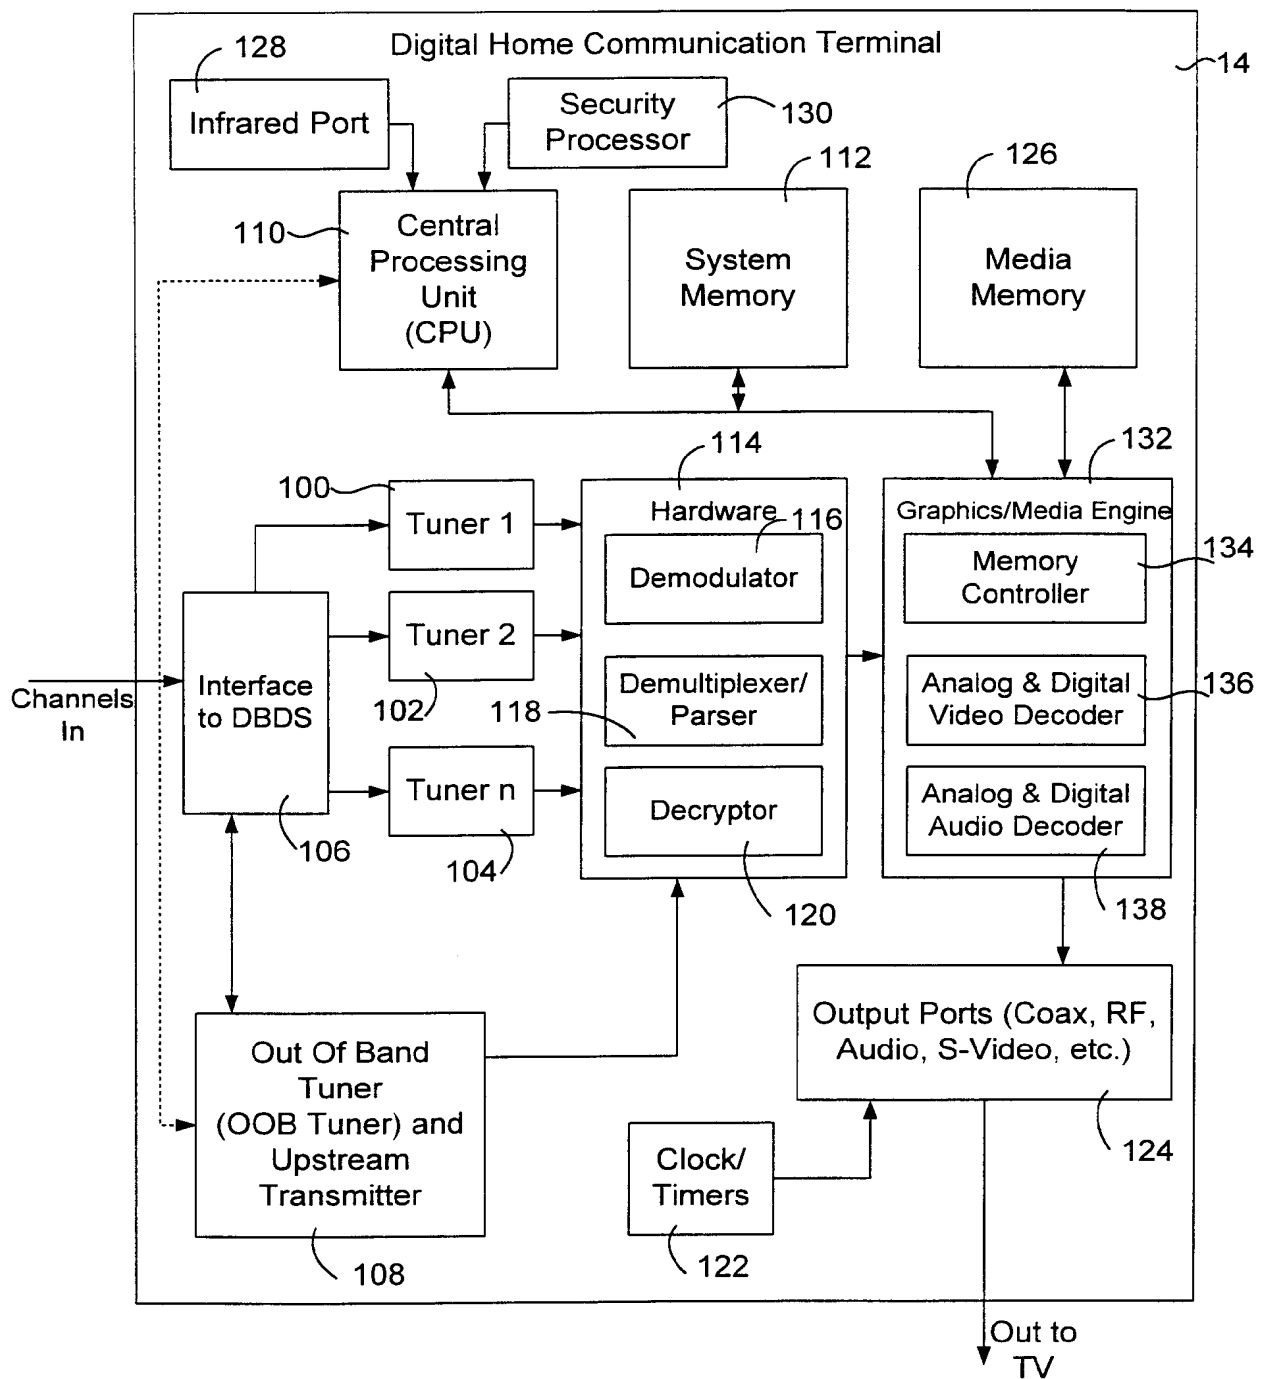 Digital Home Communication Terminal
14
128
Infrared Port
Security
Processor
130
112
126
110
Central
Processing
Unit
(CPU)
System
Memory
Media
Memory
114
132
100
Tuner 1
Hardware
116
Demodulator
Graphics/Media Engine
Memory
Controller
134
Tuner 2
102
Channels
In
Interface
to DBDS
106
118
Demultiplexer/
Parser
Analog & Digital
Video Decoder
136
Tuner n
104
Decryptor
120
Analog & Digital
Audio Decoder
138
Out Of Band
Tuner
(OOB Tuner) and
Upstream
Transmitter
108
Output Ports (Coax, RF,
Audio, S-Video, etc.)
124
Clock/
Timers
122
Out to
TV